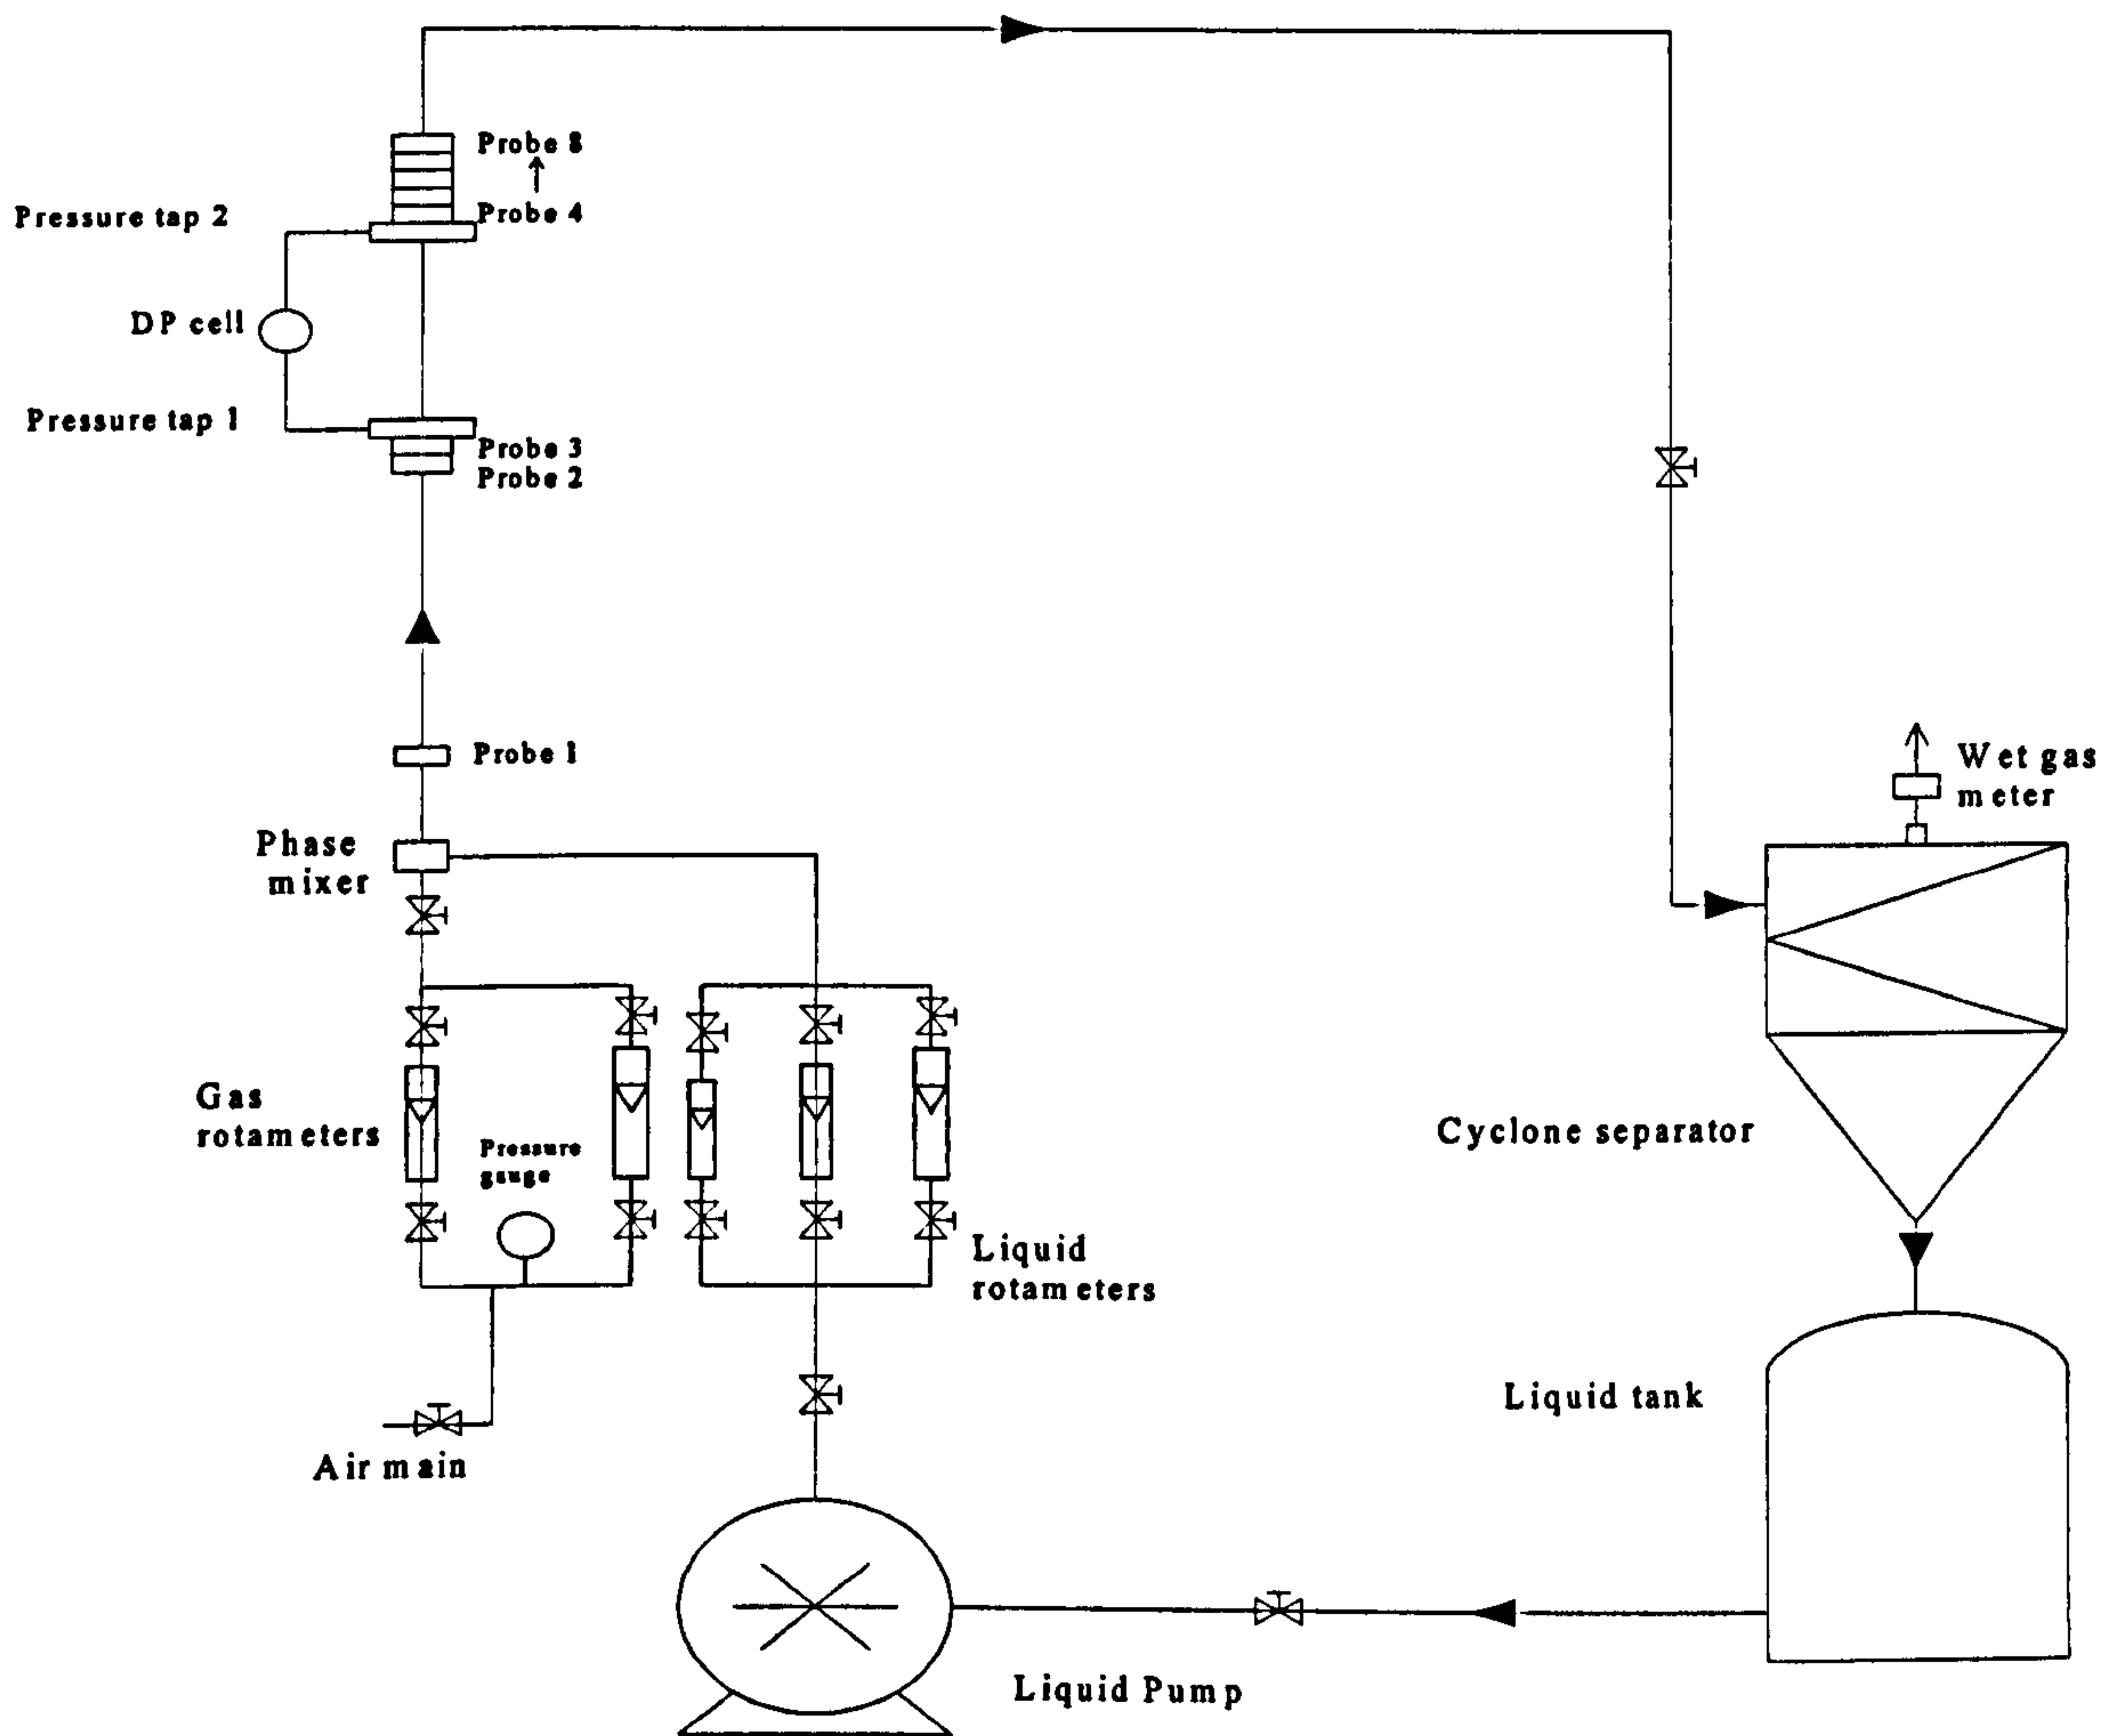 Probe 8
Probe 4
Pressure tap 2
DP cell
Pressure tap 1
Probe 3
Probe 2
Probe 1
Wet gas
meter
Phase
mixer
Gas
rotameters
Pressure
gauge
Cyclone separator
Liquid
rotameters
Liquid tank
Air main
Liquid Pump